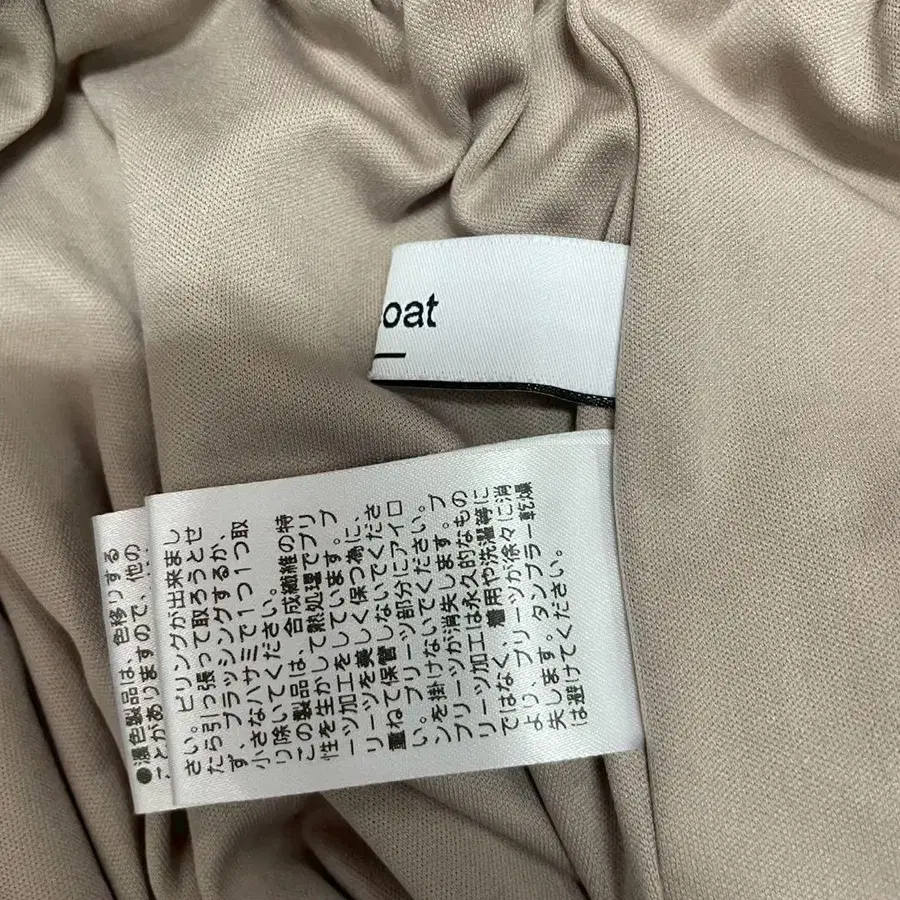 oat
●濃色製品は、色移りする
ことがありますので、他の
さい。ピリングが出来まし
たら引っ張って取ろうとせ
ず、ブラッシングするか、
小さなハサミで1つ1つ取
り除いてください。
この製品は、合成繊維の特
性を生かして熱処理でプリ
ーツ加工をしています。プ
リーツを美しく保つ為に、
重ねて保管しないでくださ
い。プリーツ部分にアイロ
ンを掛けないでください。プ
プリーツが消失します。プ
リーツ加工は永久的なもの
ではなく、着用や洗濯等に
より、プリーツが徐々に消
失します。タンブラー乾燥
は避けてください。